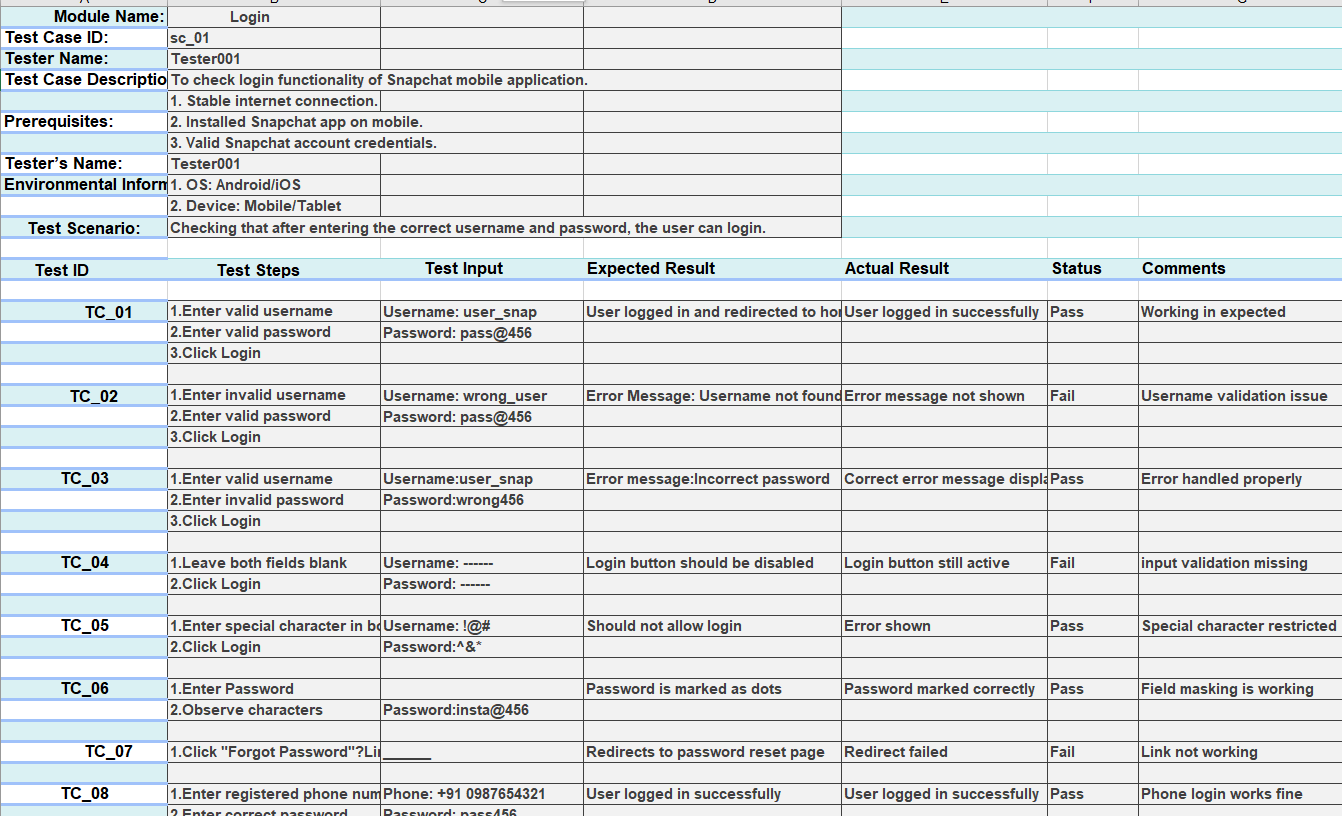 Module Name: Login
Test Case ID: sc_01
Tester Name: Tester001
Test Case Descriptio To check login functionality of Snapchat mobile application.
1. Stable internet connection.
Prerequisites: 2. Installed Snapchat app on mobile.
3. Valid Snapchat account credentials.
Tester's Name: Tester001
Environmental Inform 1. OS: Android/iOS
2. Device: Mobile/Tablet
Test Scenario: Checking that after entering the correct username and password, the user can login.
Test ID Test Steps Test Input Expected Result Actual Result Status Comments
TC_01 1.Enter valid username Username: user_snap User logged in and redirected to hor User logged in successfully Pass Working in expected
2.Enter valid password Password: pass@456
3.Click Login
TC_02 1.Enter invalid username Username: wrong_user Error Message: Username not found Error message not shown Fail Username validation issue
2.Enter valid password Password: pass@456
3.Click Login
TC_03 1.Enter valid username Username:user_snap Error message:Incorrect password Correct error message displa Pass Error handled properly
2.Enter invalid password Password:wrong456
3.Click Login
TC_04 1.Leave both fields blank Username: ------ Login button should be disabled Login button still active Fail input validation missing
2.Click Login Password: ------
TC_05 1.Enter special character in bo Username: !@# Should not allow login Error shown Pass Special character restricted
2.Click Login Password:^&*
TC_06 1.Enter Password Password is marked as dots Password marked correctly Pass Field masking is working
2.Observe characters Password:insta@456
TC_07 1.Click "Forgot Password"?Lin ______ Redirects to password reset page Redirect failed Fail Link not working
TC_08 1.Enter registered phone num Phone: +91 0987654321 User logged in successfully User logged in successfully Pass Phone login works fine
2.Enter correct password Password: pass456